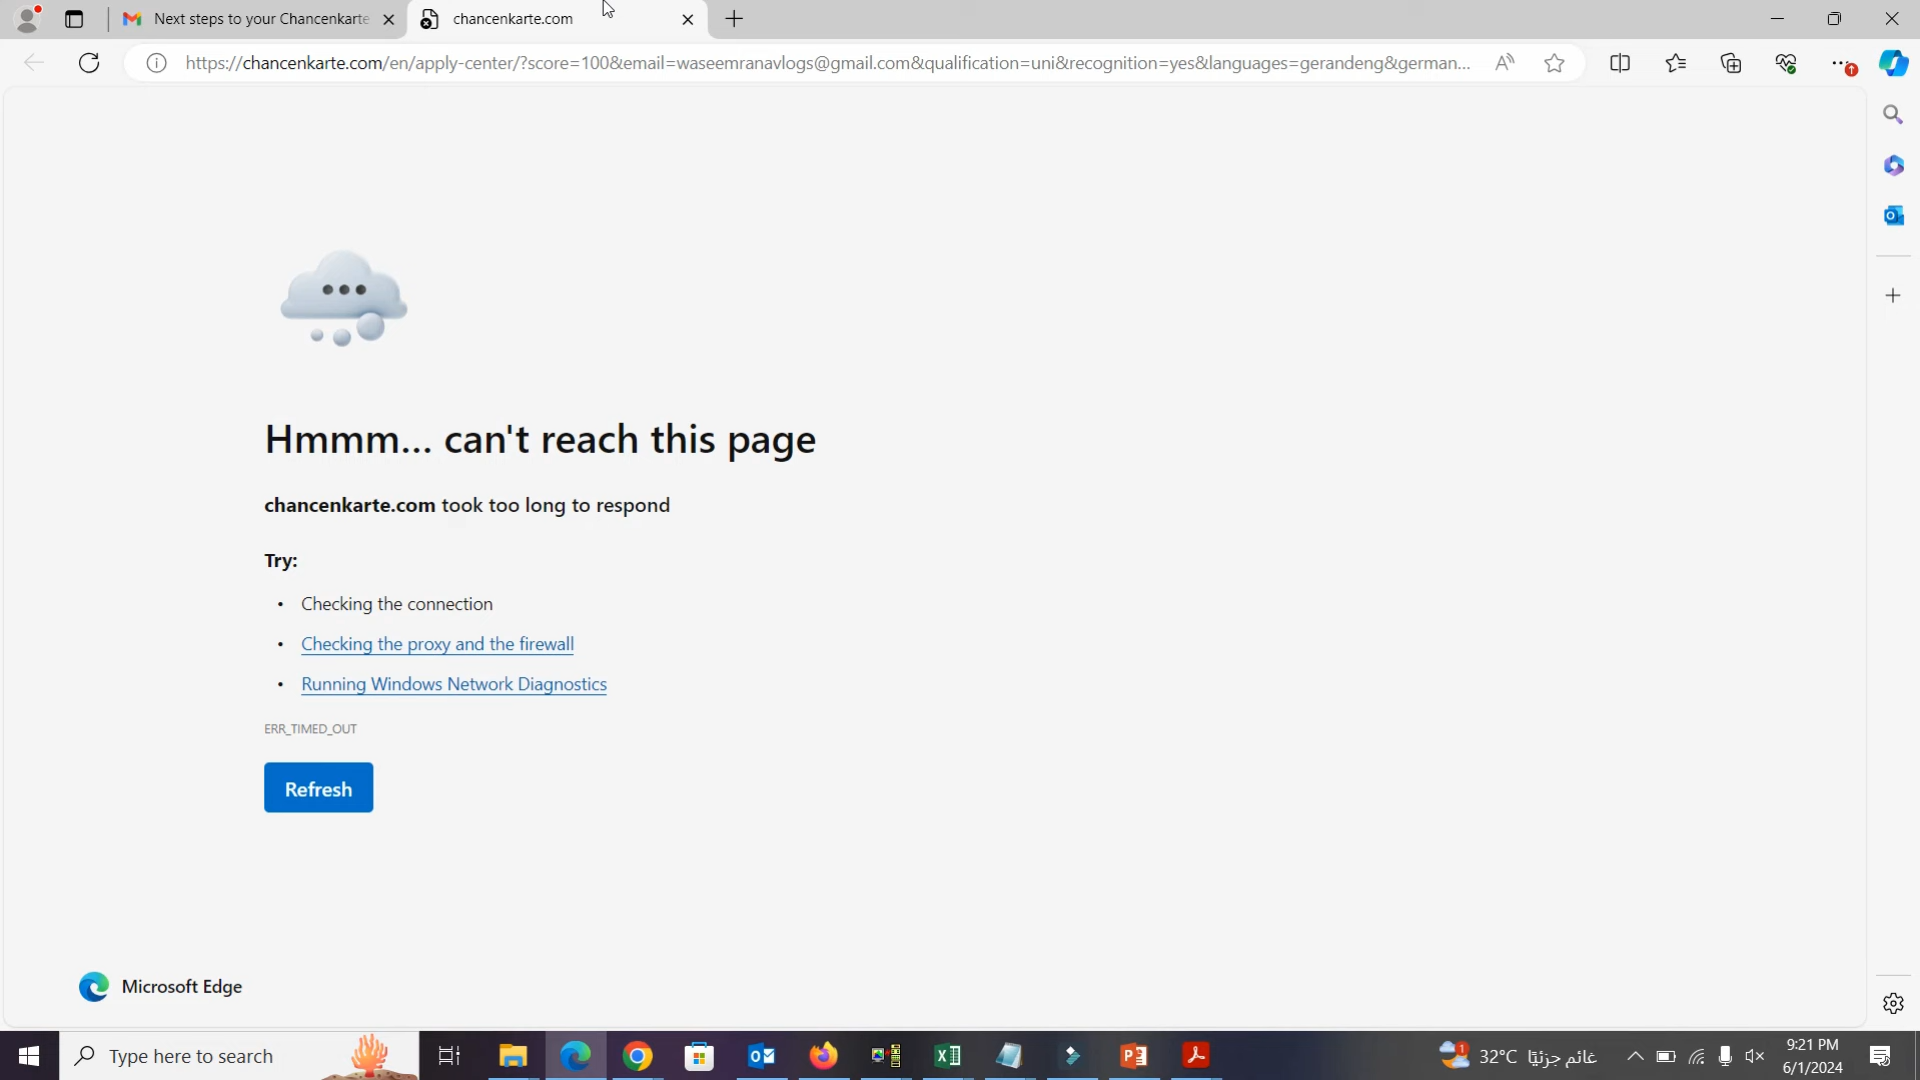 Next steps to your Chancenkarte
chancenkarte.com
https://chancenkarte.com/en/apply-center/?score=100&email=waseemranavlogs@gmail.com&qualification=uni&recognition=yes&languages=gerandeng&german...
Hmmm... can't reach this page
chancenkarte.com took too long to respond
Try:
• Checking the connection
• Checking the proxy and the firewall
• Running Windows Network Diagnostics
ERR_TIMED_OUT
Refresh
Microsoft Edge
Type here to search
32°C غائم جزئيًا
9:21 PM
6/1/2024